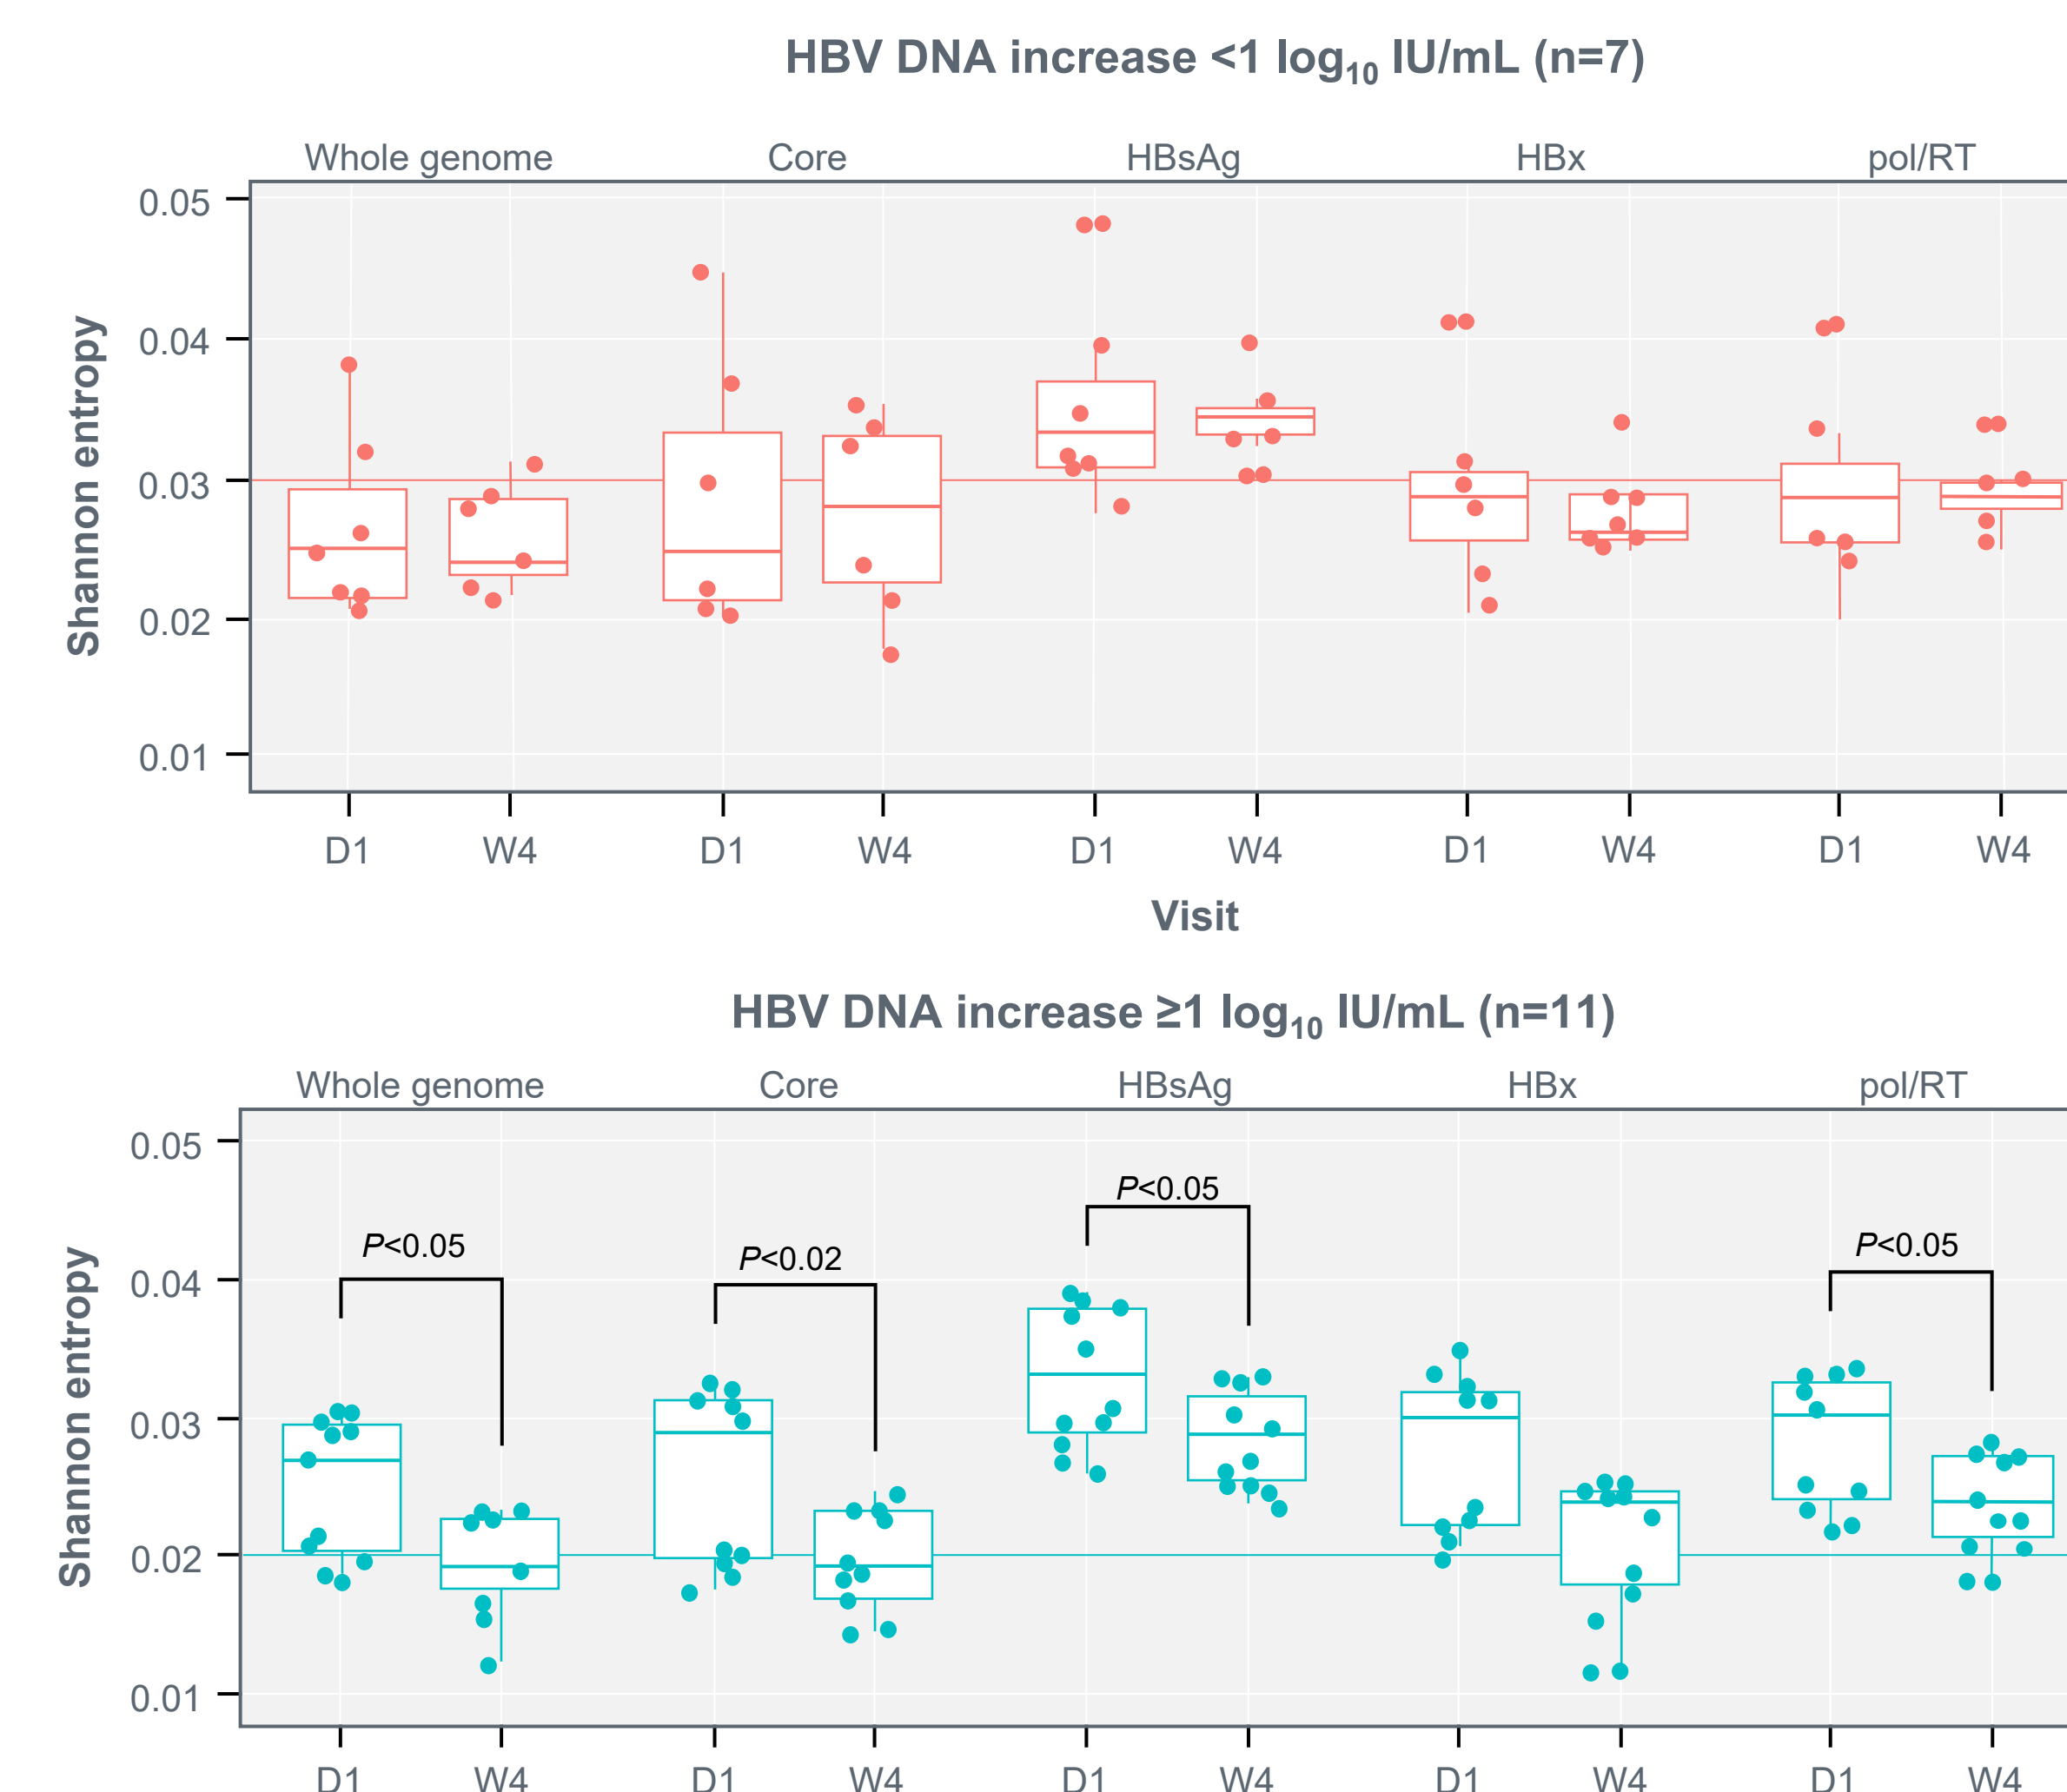 HBV DNA increase <1 log10 IU/mL (n=7)
Whole genome Core HBsAg HBx pol/RT
0.05
0.04
0.03
0.02
0.01
Shannon entropy
D1 W4 D1 W4 D1 W4 D1 W4 D1 W4
Visit
HBV DNA increase ≥1 log10 IU/mL (n=11)
Whole genome Core HBsAg HBx pol/RT
0.05
0.04
0.03
0.02
0.01
Shannon entropy
P<0.05
P<0.02
P<0.05
P<0.05
D1 W4 D1 W4 D1 W4 D1 W4 D1 W4